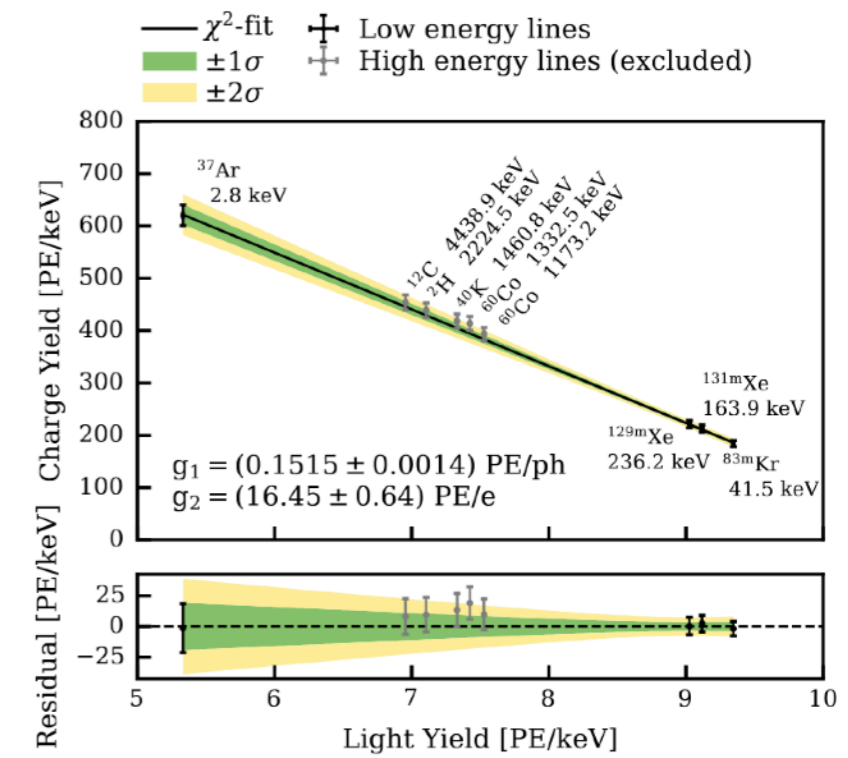 χ²-fit
±1σ
±2σ
Low energy lines
High energy lines (excluded)
Charge Yield [PE/keV]
800
700
600
500
400
300
200
100
0
³⁷Ar
2.8 keV
¹²C 4438.9 keV
²H 2224.5 keV
⁴⁰K 1460.8 keV
⁶⁰Co 1332.5 keV
⁶⁰Co 1173.2 keV
¹³¹ᵐXe
163.9 keV
¹²⁹ᵐXe
236.2 keV
⁸³ᵐKr
41.5 keV
g₁ = (0.1515 ± 0.0014) PE/ph
g₂ = (16.45 ± 0.64) PE/e
Residual [PE/keV]
25
0
−25
5
6
7
8
9
10
Light Yield [PE/keV]